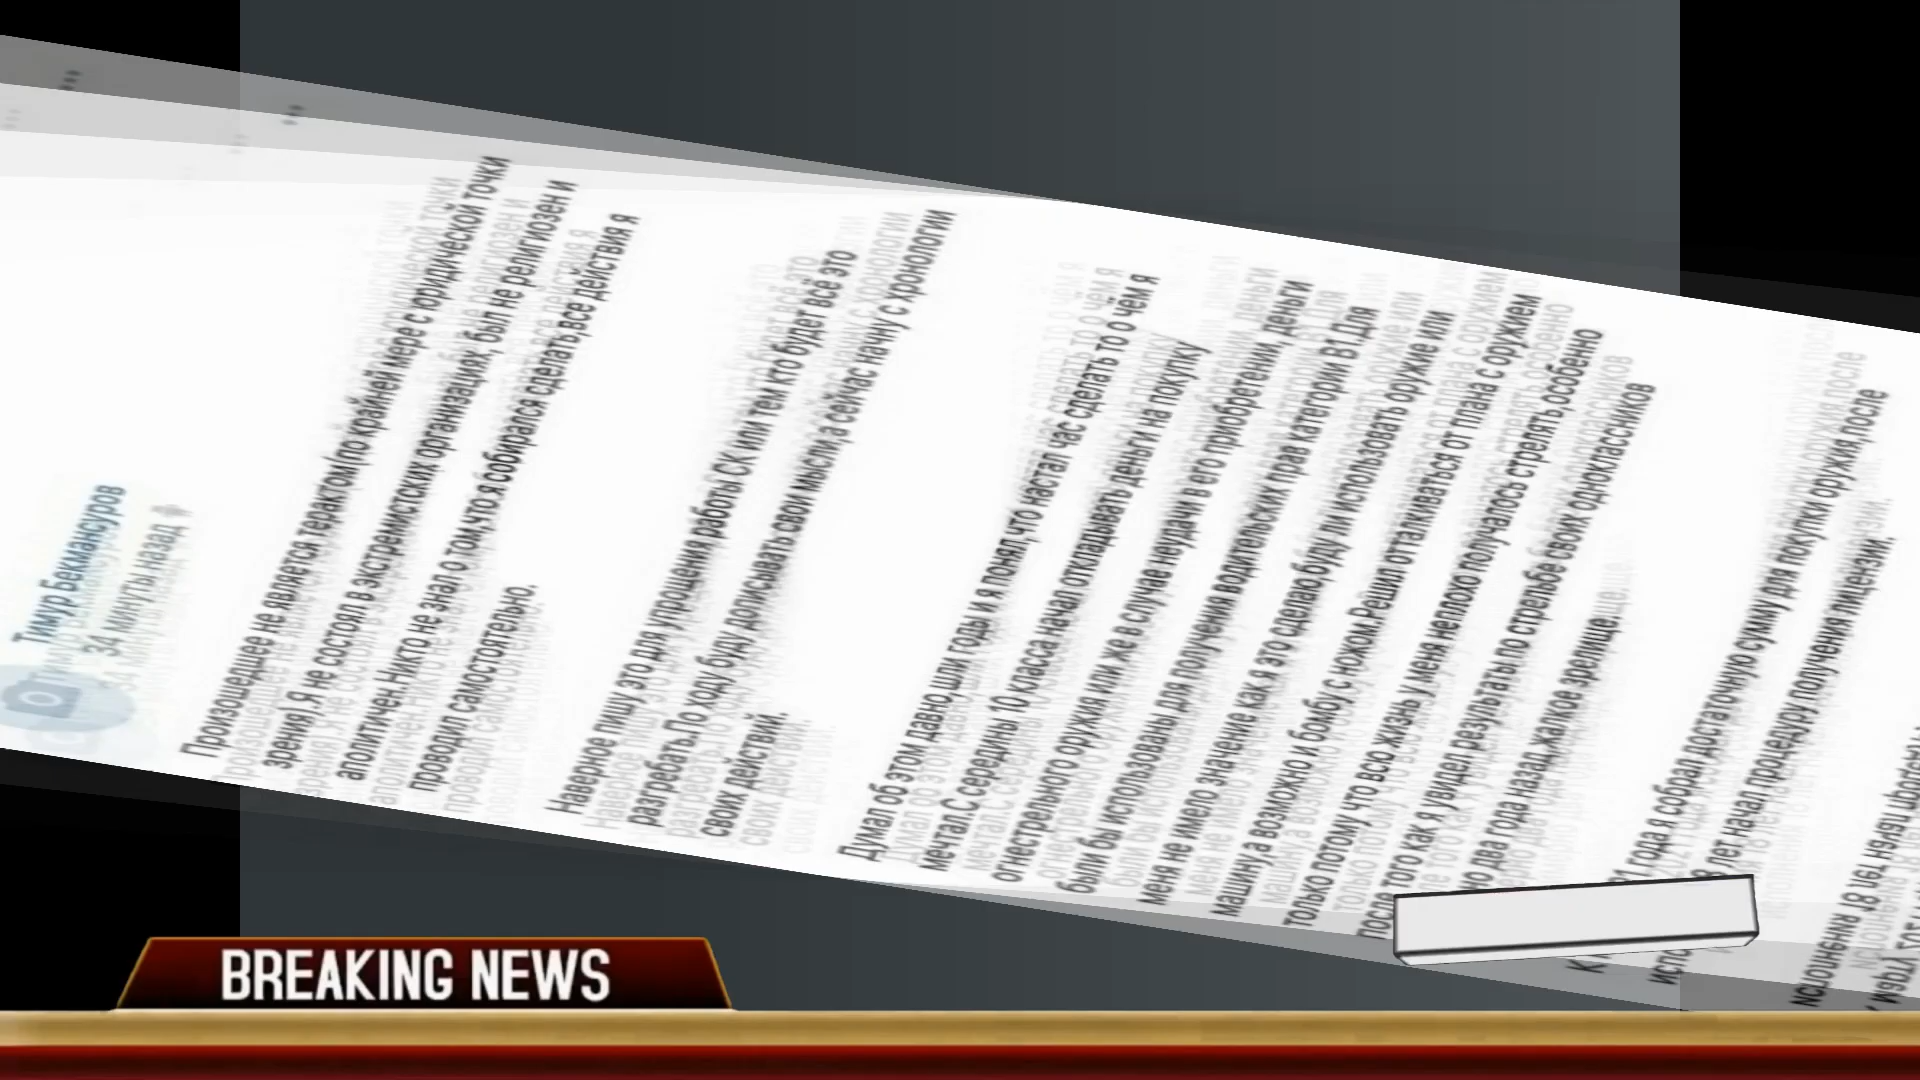 Тимур Бекмансуров
34 минуты назад
Произошедшее не является терактом(по крайней мере с юридической точки
зрения).Я не состоял в экстремистских организациях, был не религиозен и
аполитичен.Никто не знал о том,что я собирался сделать,все действия я
проводил самостоятельно.
Наверное пишу это для упрощения работы СК или тем кто будет всё это
разгребать.По ходу буду дописывать свои мысли,а сейчас начну с хронологии
своих действий.
Думал об этом давно,шли годы и я понял,что настал час сделать то о чём я
мечтал.С середины 10 класса начал откладывать деньги на покупку
огнестрельного оружия или же в случае неудачи в его приобретении, деньги
были бы использованы для получения водительских прав категории B1.Для
меня не имело значение как я это сделаю,буду ли использовать оружие или
машину,а возможно и бомбу с ножом.Решил отталкиваться от плана с оружием
только потому что всю жизнь у меня неплохо получалось стрелять,особенно
после того как я увидел результаты по стрельбе своих одноклассников
два года назад,жалкое зрелище.
года я собрал достаточную сумму для покупки оружия,после
лет начал процедуру получения лицензии,
исполнения 18 лет начал процедуру
BREAKING NEWS